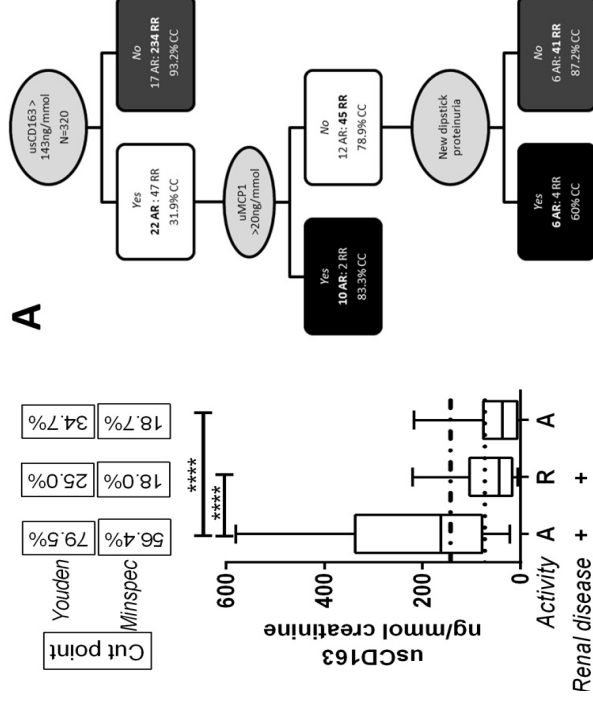 A
usCD163 >
143ng/mmol
N=320
Yes
22 AR: 47 RR
31.9% CC
No
17 AR: 234 RR
93.2% CC
uMCP1
>20ng/mmol
Yes
10 AR: 2 RR
83.3% CC
No
12 AR: 45 RR
78.9% CC
New dipstick
proteinuria
Yes
6 AR: 4 RR
60% CC
No
6 AR: 41 RR
87.2% CC
Cut point
Youden
79.5%
25.0%
34.7%
Minspec
56.4%
18.0%
18.7%
****
****
usCD163
ng/mmol creatinine
600
400
200
0
Activity A R A
Renal disease + +